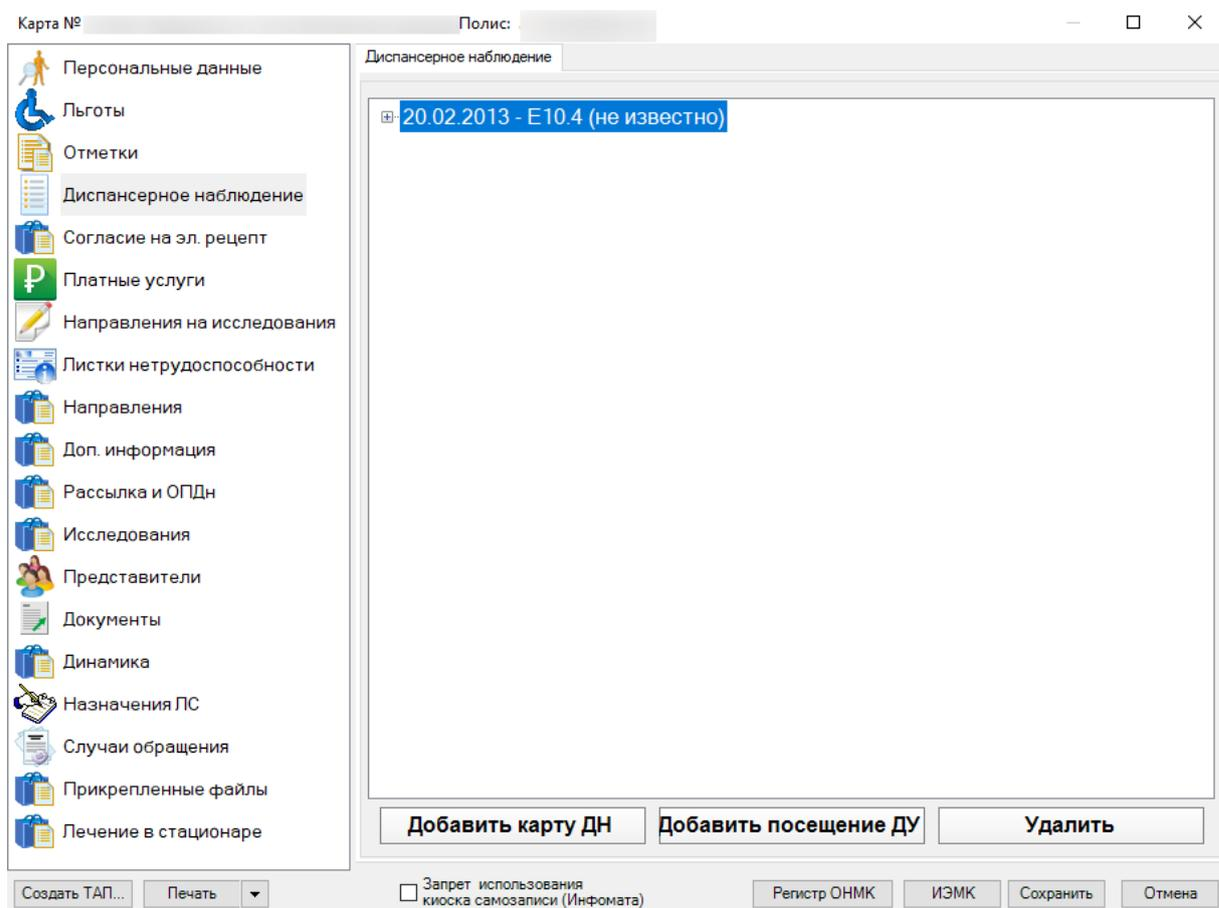 Карта № Полис:
Персональные данные
Льготы
Отметки
Диспансерное наблюдение
Согласие на эл. рецепт
Платные услуги
Направления на исследования
Листки нетрудоспособности
Направления
Доп. информация
Рассылка и ОПДн
Исследования
Представители
Документы
Динамика
Назначения ЛС
Случаи обращения
Прикрепленные файлы
Лечение в стационаре
Диспансерное наблюдение
20.02.2013 - E10.4 (не известно)
Добавить карту ДН Добавить посещение ДУ Удалить
Создать ТАП... Печать
Запрет использования
киоска самозаписи (Инфомата)
Регистр ОНМК ИЭМК Сохранить Отмена